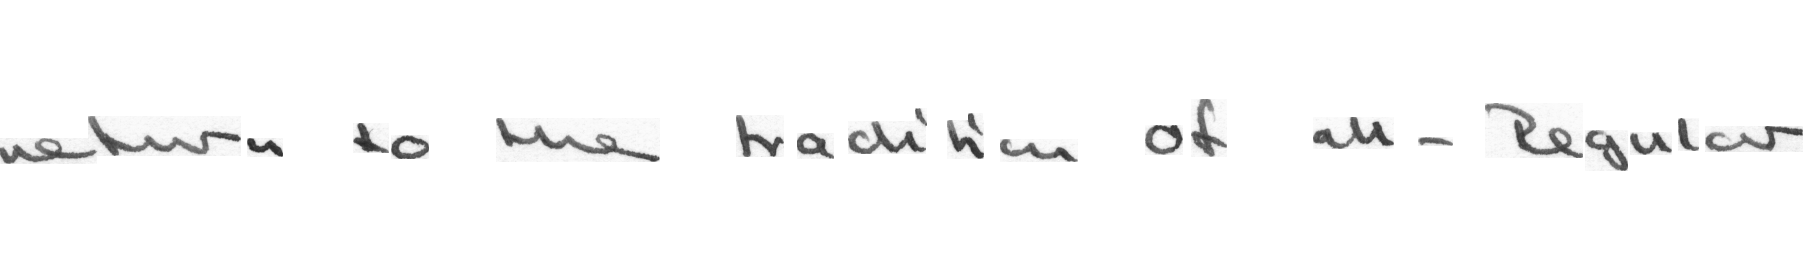 return to the tradition of all - Regular